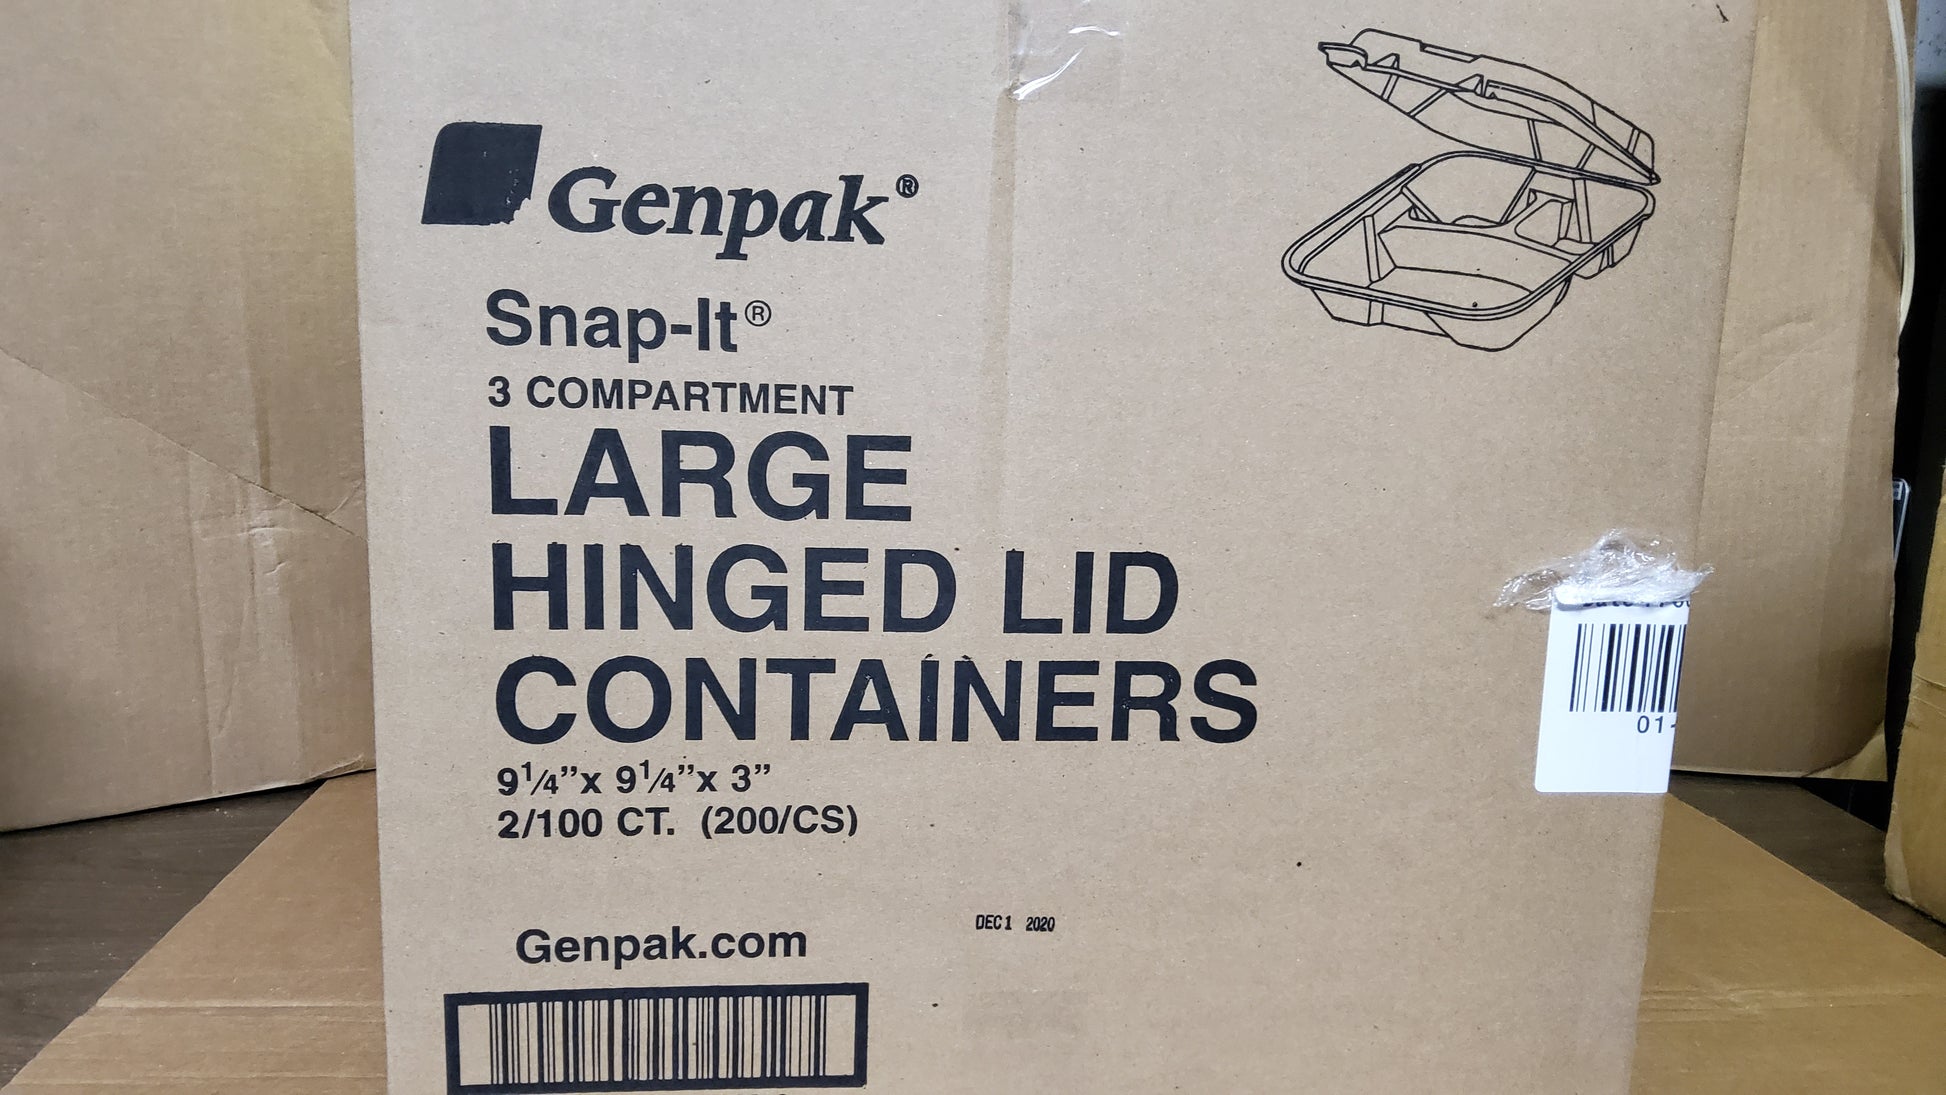 Genpak®
Snap-It®
3 COMPARTMENT
LARGE
HINGED LID
CONTAINERS
9¼”x 9¼”x 3”
2/100 CT. (200/CS)
Genpak.com
DEC 1 2020
01-